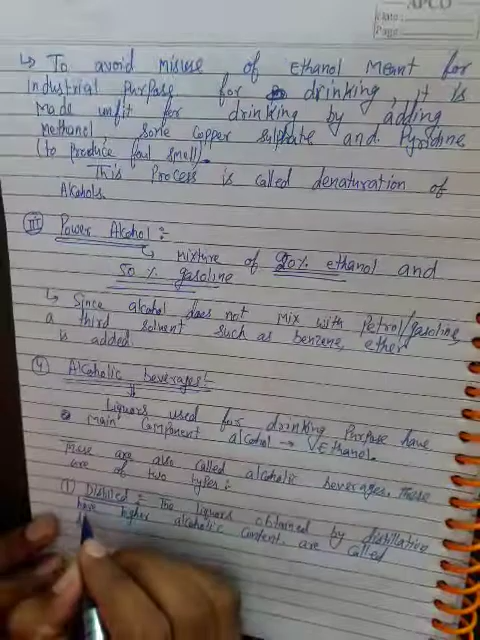 APCO
Date:
Page
↳ To avoid misuse of ethanol meant for
industrial purpose for drinking, it is
made unfit for drinking by adding
methanol, some copper sulphate and Pyridine
(to produce foul smell).
This Process is called denaturation of
Alcohols.
III Power Alcohol:-
↳ mixture of 20% ethanol and
50 % gasoline
↳ Since alcohol does not mix with Petrol/gasoline,
a third solvent such as benzene, ether
is added.
4 Alcoholic beverages!-
Liquors used for drinking Purpose have
main component alcohol → Ethanol.
These are also called alcoholic beverages. These
are of two types:
(1) Distilled = The liquors obtained by distillation
have higher alcoholic content are called